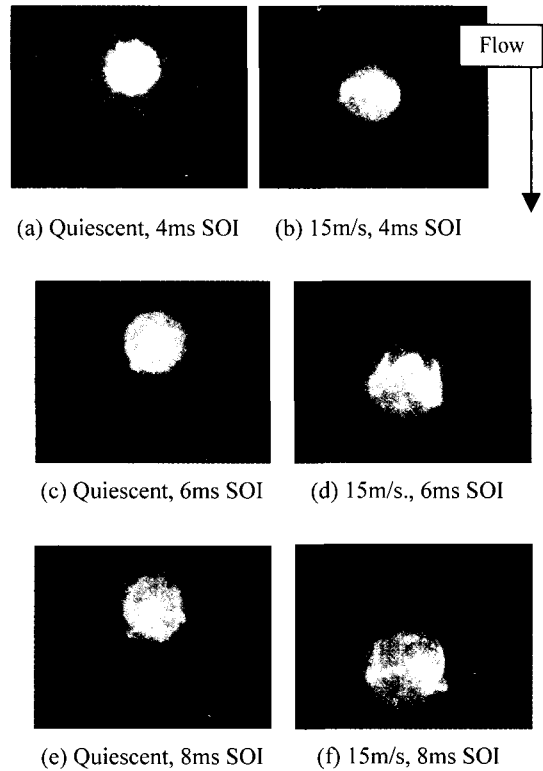 Flow
(a) Quiescent, 4ms SOI
(b) 15m/s, 4ms SOI
(c) Quiescent, 6ms SOI
(d) 15m/s., 6ms SOI
(e) Quiescent, 8ms SOI
(f) 15m/s, 8ms SOI